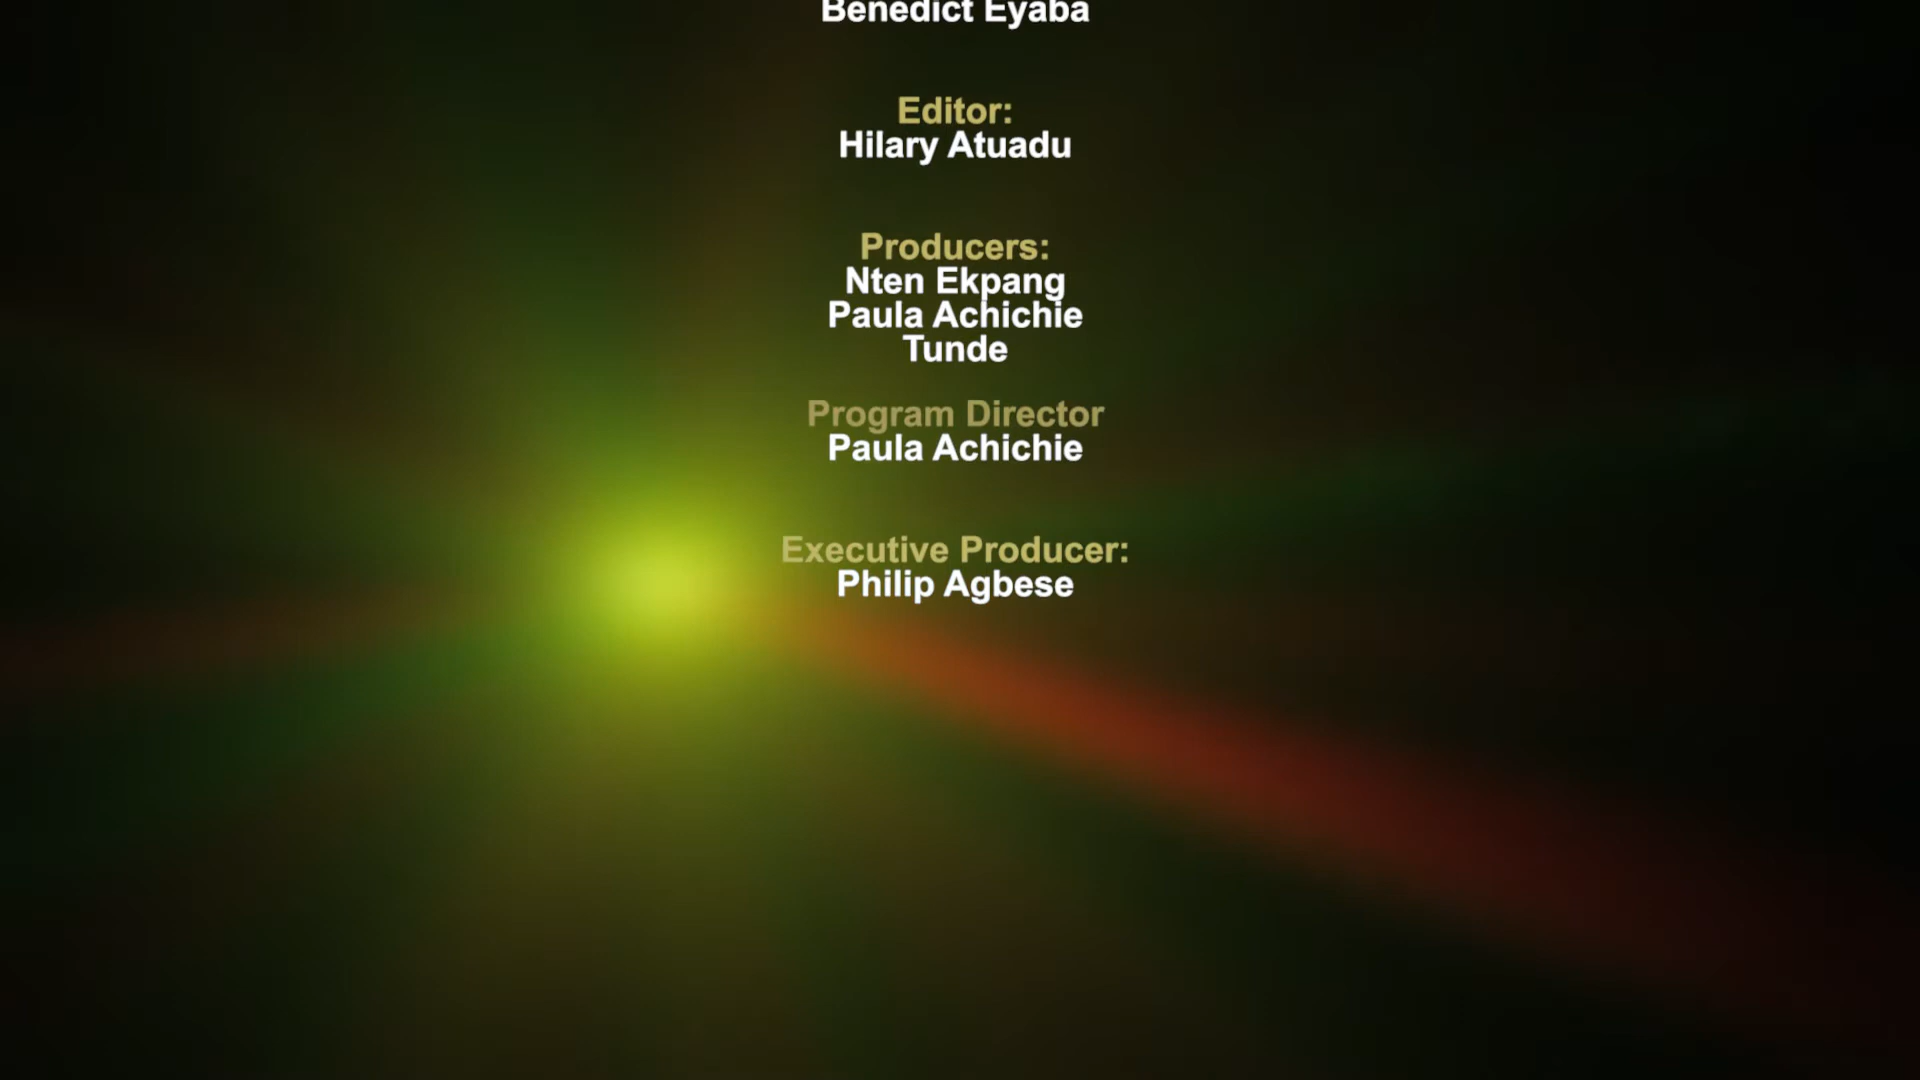 Benedict Eyaba
Editor:
Hilary Atuadu
Producers:
Nten Ekpang
Paula Achichie
Tunde
Program Director
Paula Achichie
Executive Producer:
Philip Agbese